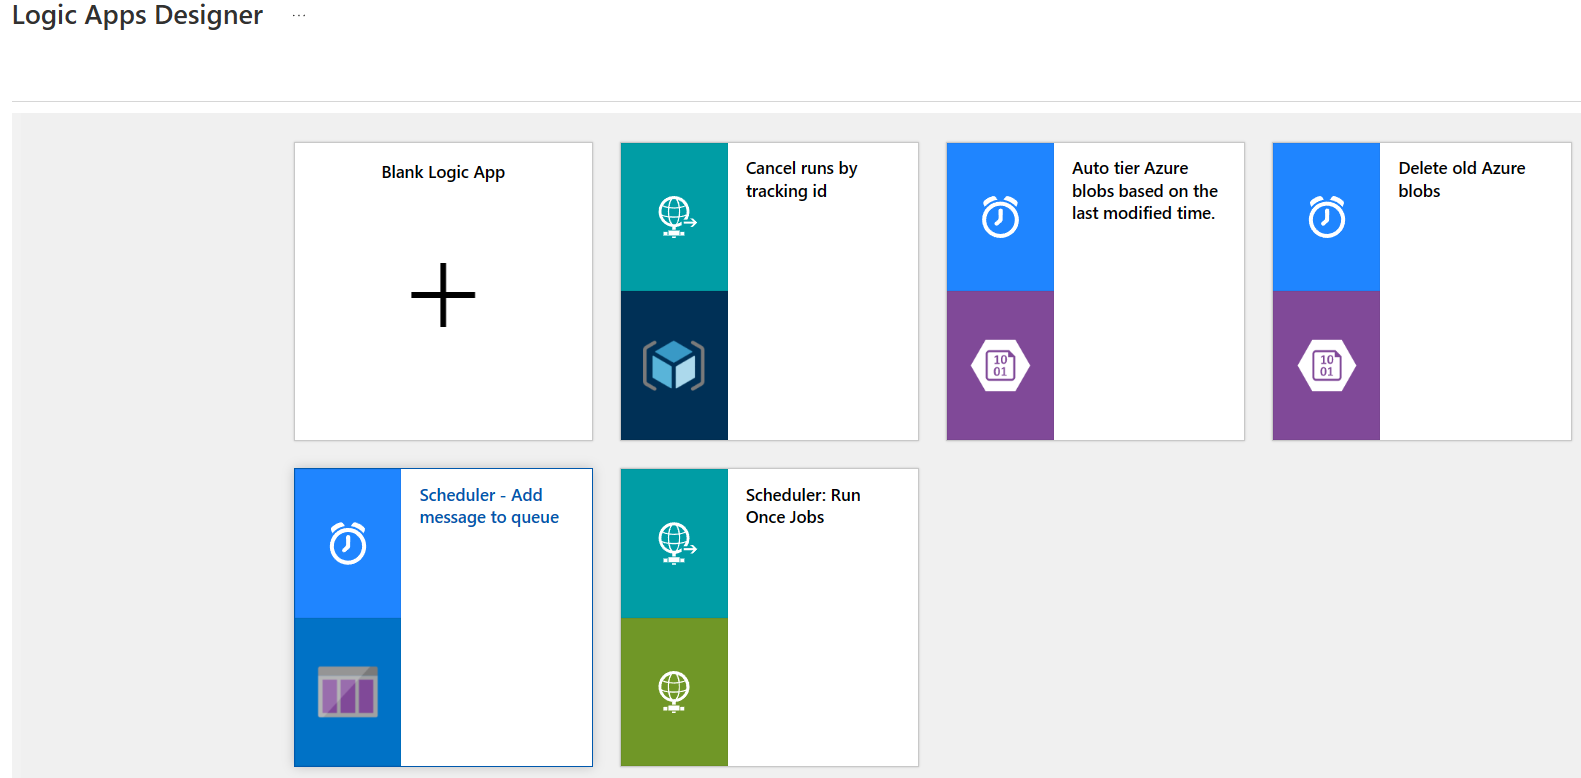 Logic Apps Designer ...
Blank Logic App
Cancel runs by
tracking id
Auto tier Azure
blobs based on the
last modified time.
Delete old Azure
blobs
10
01
10
01
Scheduler - Add
message to queue
Scheduler: Run
Once Jobs